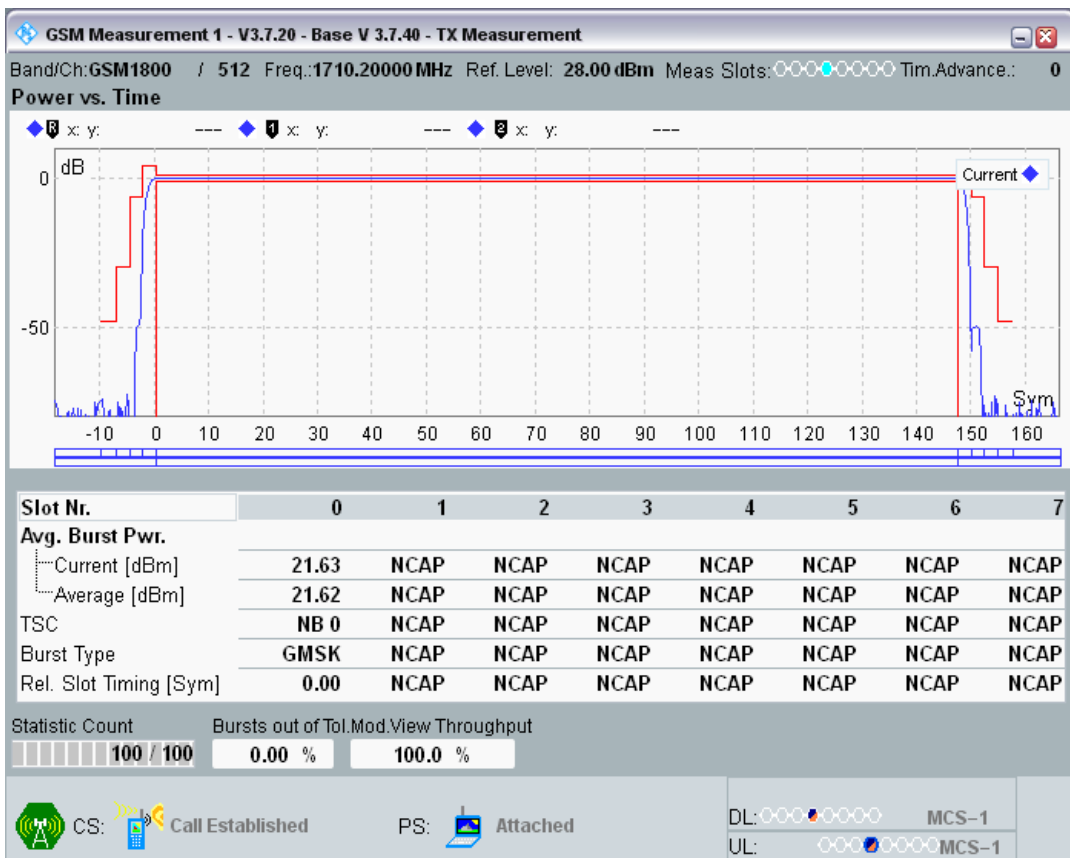 GSM Measurement 1 - V3.7.20 - Base V 3.7.40 - TX Measurement
Band/Ch:GSM1800 / 512 Freq.:1710.20000 MHz Ref. Level: 28.00 dBm Meas Slots: Tim.Advance.: 0
Power vs. Time
R x: y: --- 1 x: y: --- 2 x: y: ---
dB
Current
0
-50
Sym
-10 0 10 20 30 40 50 60 70 80 90 100 110 120 130 140 150 160
Slot Nr. 0 1 2 3 4 5 6 7
Avg. Burst Pwr.
Current [dBm] 21.63 NCAP NCAP NCAP NCAP NCAP NCAP NCAP
Average [dBm] 21.62 NCAP NCAP NCAP NCAP NCAP NCAP NCAP
TSC NB 0 NCAP NCAP NCAP NCAP NCAP NCAP NCAP
Burst Type GMSK NCAP NCAP NCAP NCAP NCAP NCAP NCAP
Rel. Slot Timing [Sym] 0.00 NCAP NCAP NCAP NCAP NCAP NCAP NCAP
Statistic Count Bursts out of Tol.Mod.View Throughput
100 / 100 0.00 % 100.0 %
CS: Call Established PS: Attached
DL: MCS-1
UL: MCS-1